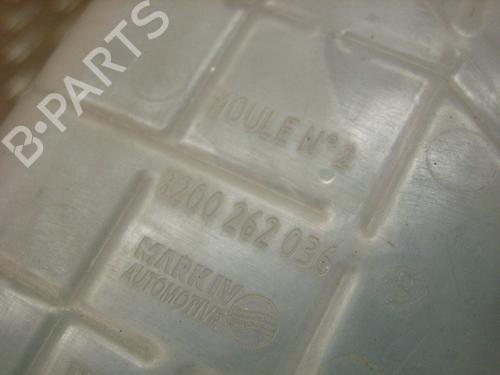 B-PARTS
MOULE N°2
8200 262 036
MARK IV
AUTOMOTIVE